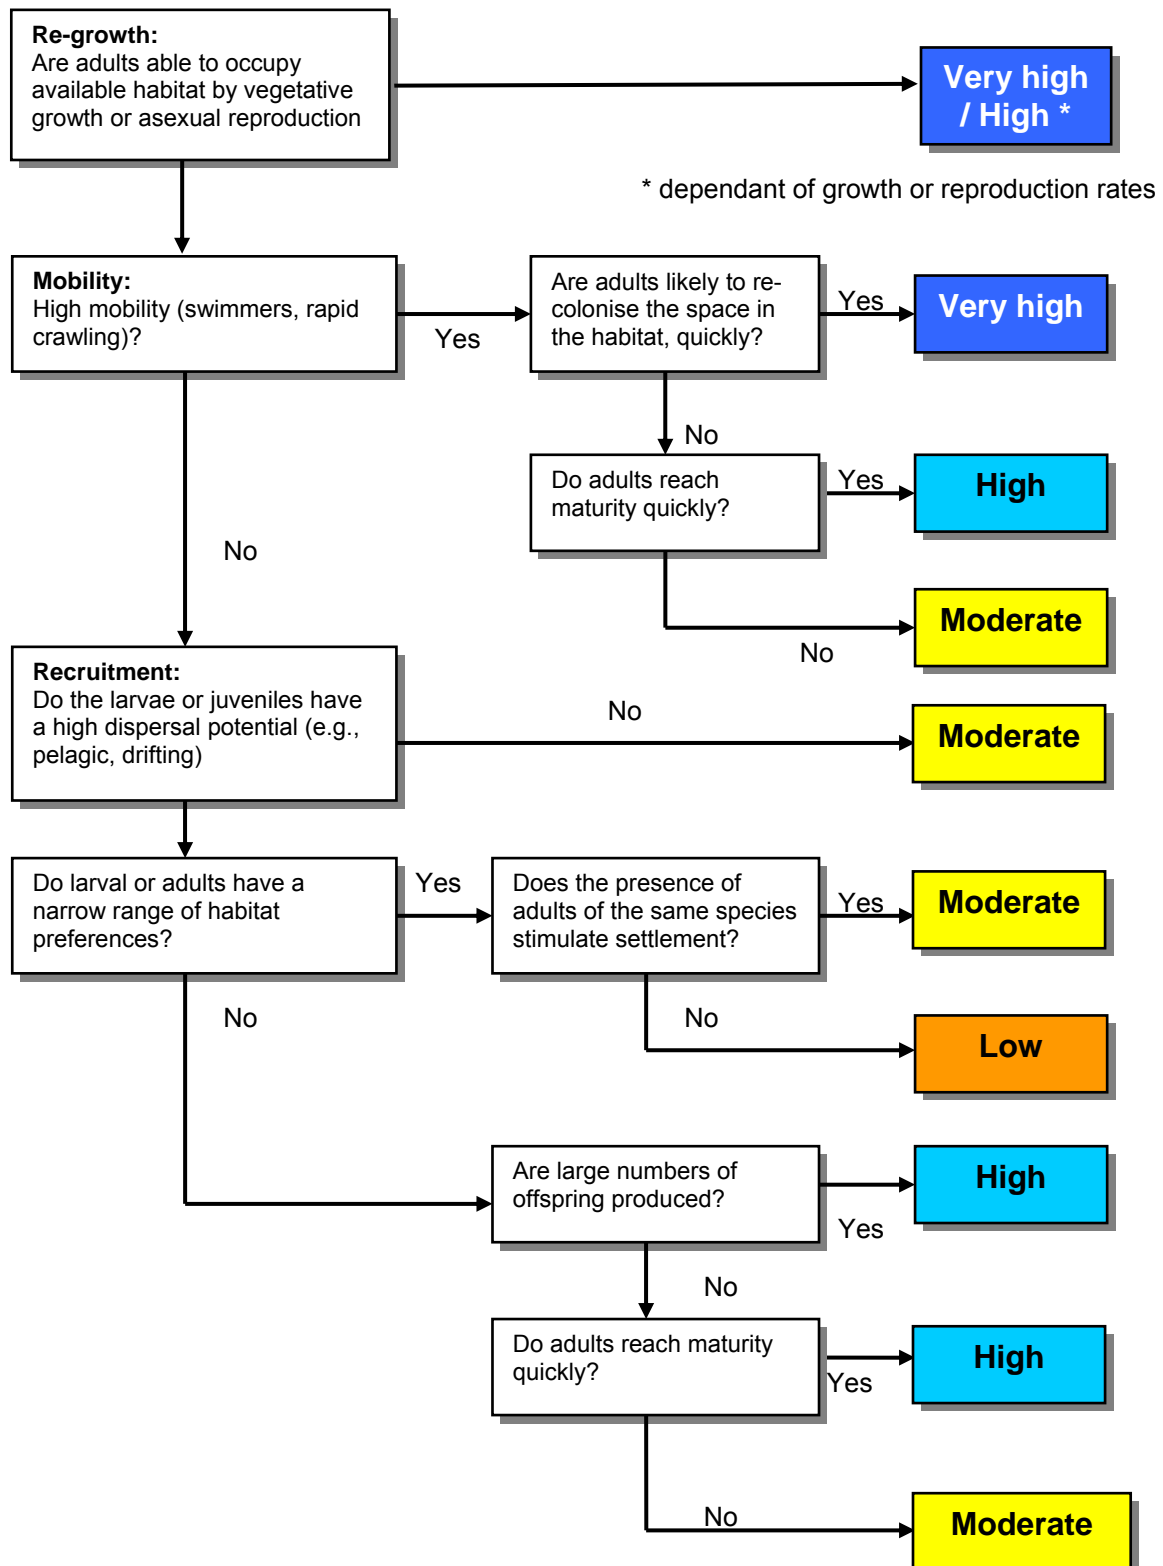 Re-growth:
Are adults able to occupy
available habitat by vegetative
growth or asexual reproduction
Very high
/ High *
* dependant of growth or reproduction rates
Mobility:
High mobility (swimmers, rapid
crawling)?
Yes
Are adults likely to re-
colonise the space in
the habitat, quickly?
Yes
Very high
No
Do adults reach
maturity quickly?
Yes
High
No
Moderate
No
Recruitment:
Do the larvae or juveniles have
a high dispersal potential (e.g.,
pelagic, drifting)
No
Moderate
Do larval or adults have a
narrow range of habitat
preferences?
Yes
Does the presence of
adults of the same species
stimulate settlement?
Yes
Moderate
No
No
Low
Are large numbers of
offspring produced?
Yes
High
No
Do adults reach maturity
quickly?
Yes
High
No
Moderate